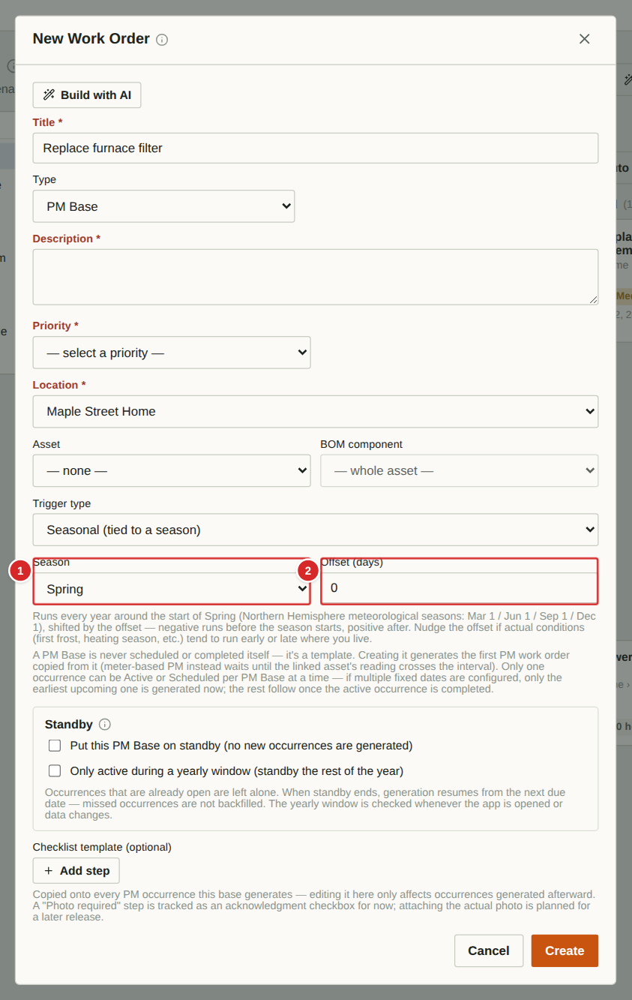 New Work Order
Build with AI
Title *
Replace furnace filter
Type
PM Base
Description *
Priority *
— select a priority —
Location *
Maple Street Home
Asset
BOM component
— none —
— whole asset —
Trigger type
Seasonal (tied to a season)
1
Season
2
Offset (days)
Spring
0
Runs every year around the start of Spring (Northern Hemisphere meteorological seasons: Mar 1 / Jun 1 / Sep 1 / Dec
1), shifted by the offset — negative runs before the season starts, positive after. Nudge the offset if actual conditions
(first frost, heating season, etc.) tend to run early or late where you live.
A PM Base is never scheduled or completed itself — it's a template. Creating it generates the first PM work order
copied from it (meter-based PM instead waits until the linked asset's reading crosses the interval). Only one
occurrence can be Active or Scheduled per PM Base at a time — if multiple fixed dates are configured, only the
earliest upcoming one is generated now; the rest follow once the active occurrence is completed.
Standby
Put this PM Base on standby (no new occurrences are generated)
Only active during a yearly window (standby the rest of the year)
Occurrences that are already open are left alone. When standby ends, generation resumes from the next due
date — missed occurrences are not backfilled. The yearly window is checked whenever the app is opened or
data changes.
Checklist template (optional)
+ Add step
Copied onto every PM occurrence this base generates — editing it here only affects occurrences generated afterward.
A "Photo required" step is tracked as an acknowledgment checkbox for now; attaching the actual photo is planned for
a later release.
Cancel
Create